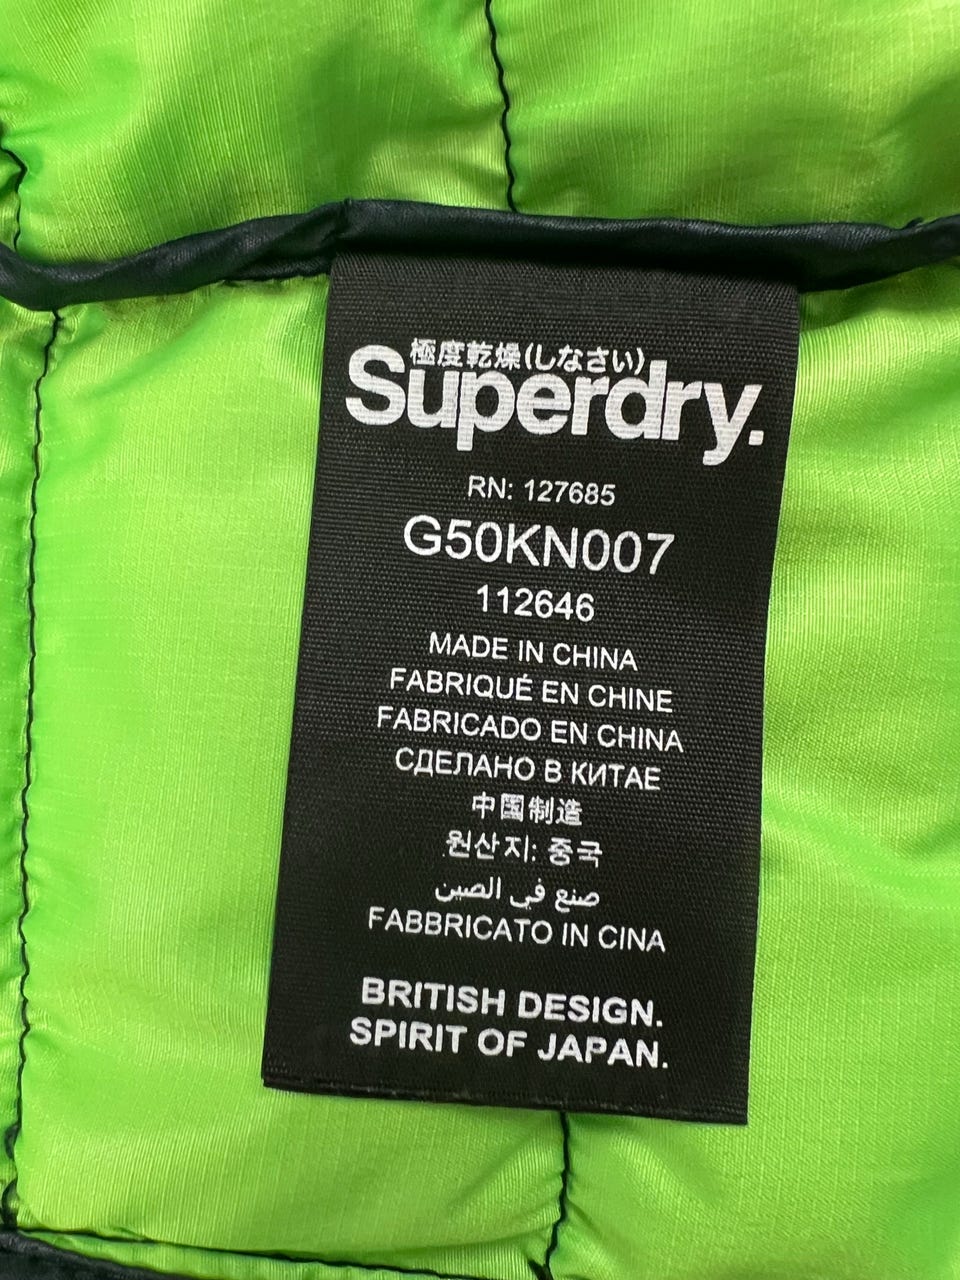 極度乾燥(しなさい)
Superdry.
RN: 127685
G50KN007
112646
MADE IN CHINA
FABRIQUÉ EN CHINE
FABRICADO EN CHINA
СДЕЛАНО В КИТАЕ
中国制造
원산지: 중국
صنع في الصين
FABBRICATO IN CINA
BRITISH DESIGN.
SPIRIT OF JAPAN.